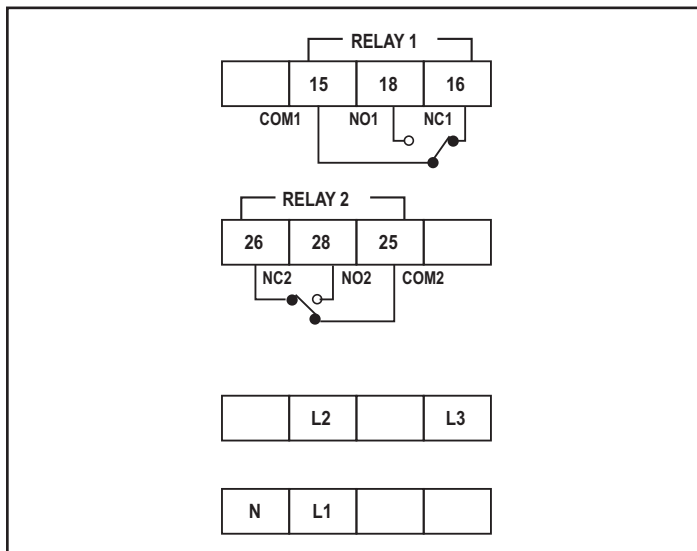 RELAY 1
15 18 16
COM1 NO1 NC1
RELAY 2
26 28 25
NC2 NO2 COM2
L2 L3
N L1